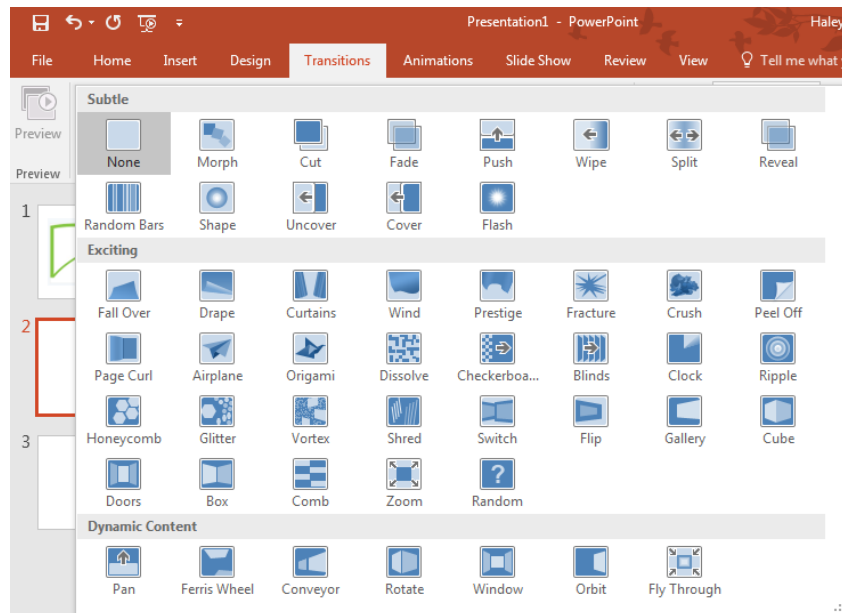 Presentation1 - PowerPoint Haley
File Home Insert Design Transitions Animations Slide Show Review View Tell me what
Subtle
Preview
None Morph Cut Fade Push Wipe Split Reveal
Preview
1
Random Bars Shape Uncover Cover Flash
Exciting
Fall Over Drape Curtains Wind Prestige Fracture Crush Peel Off
2
Page Curl Airplane Origami Dissolve Checkerboa... Blinds Clock Ripple
3
Honeycomb Glitter Vortex Shred Switch Flip Gallery Cube
?
Doors Box Comb Zoom Random
Dynamic Content
Pan Ferris Wheel Conveyor Rotate Window Orbit Fly Through